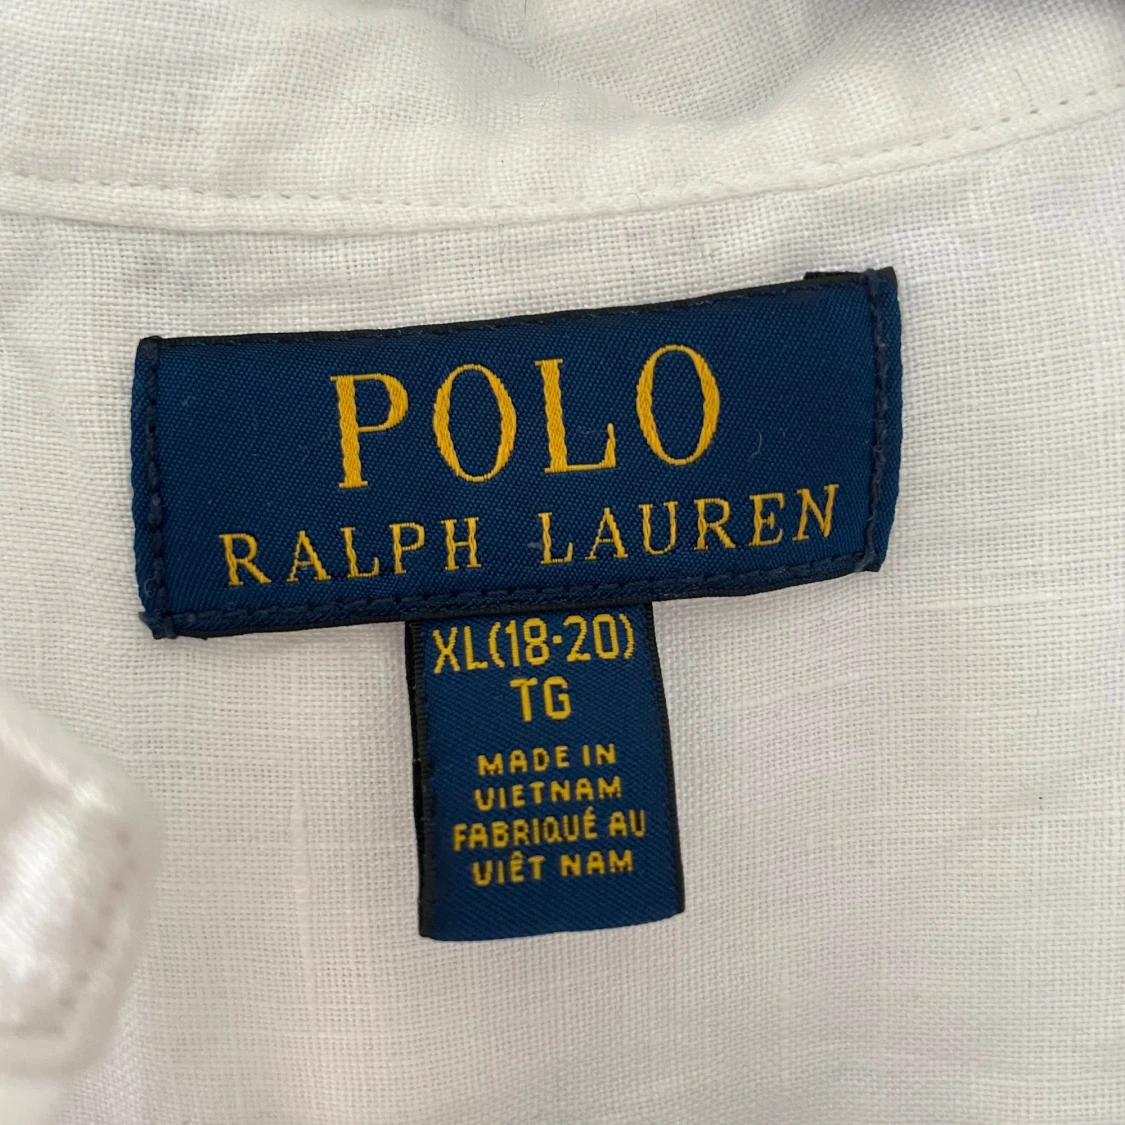 POLO
RALPH LAUREN
XL(18-20)
TG
MADE IN
VIETNAM
FABRIQUÉ AU
VIÊT NAM